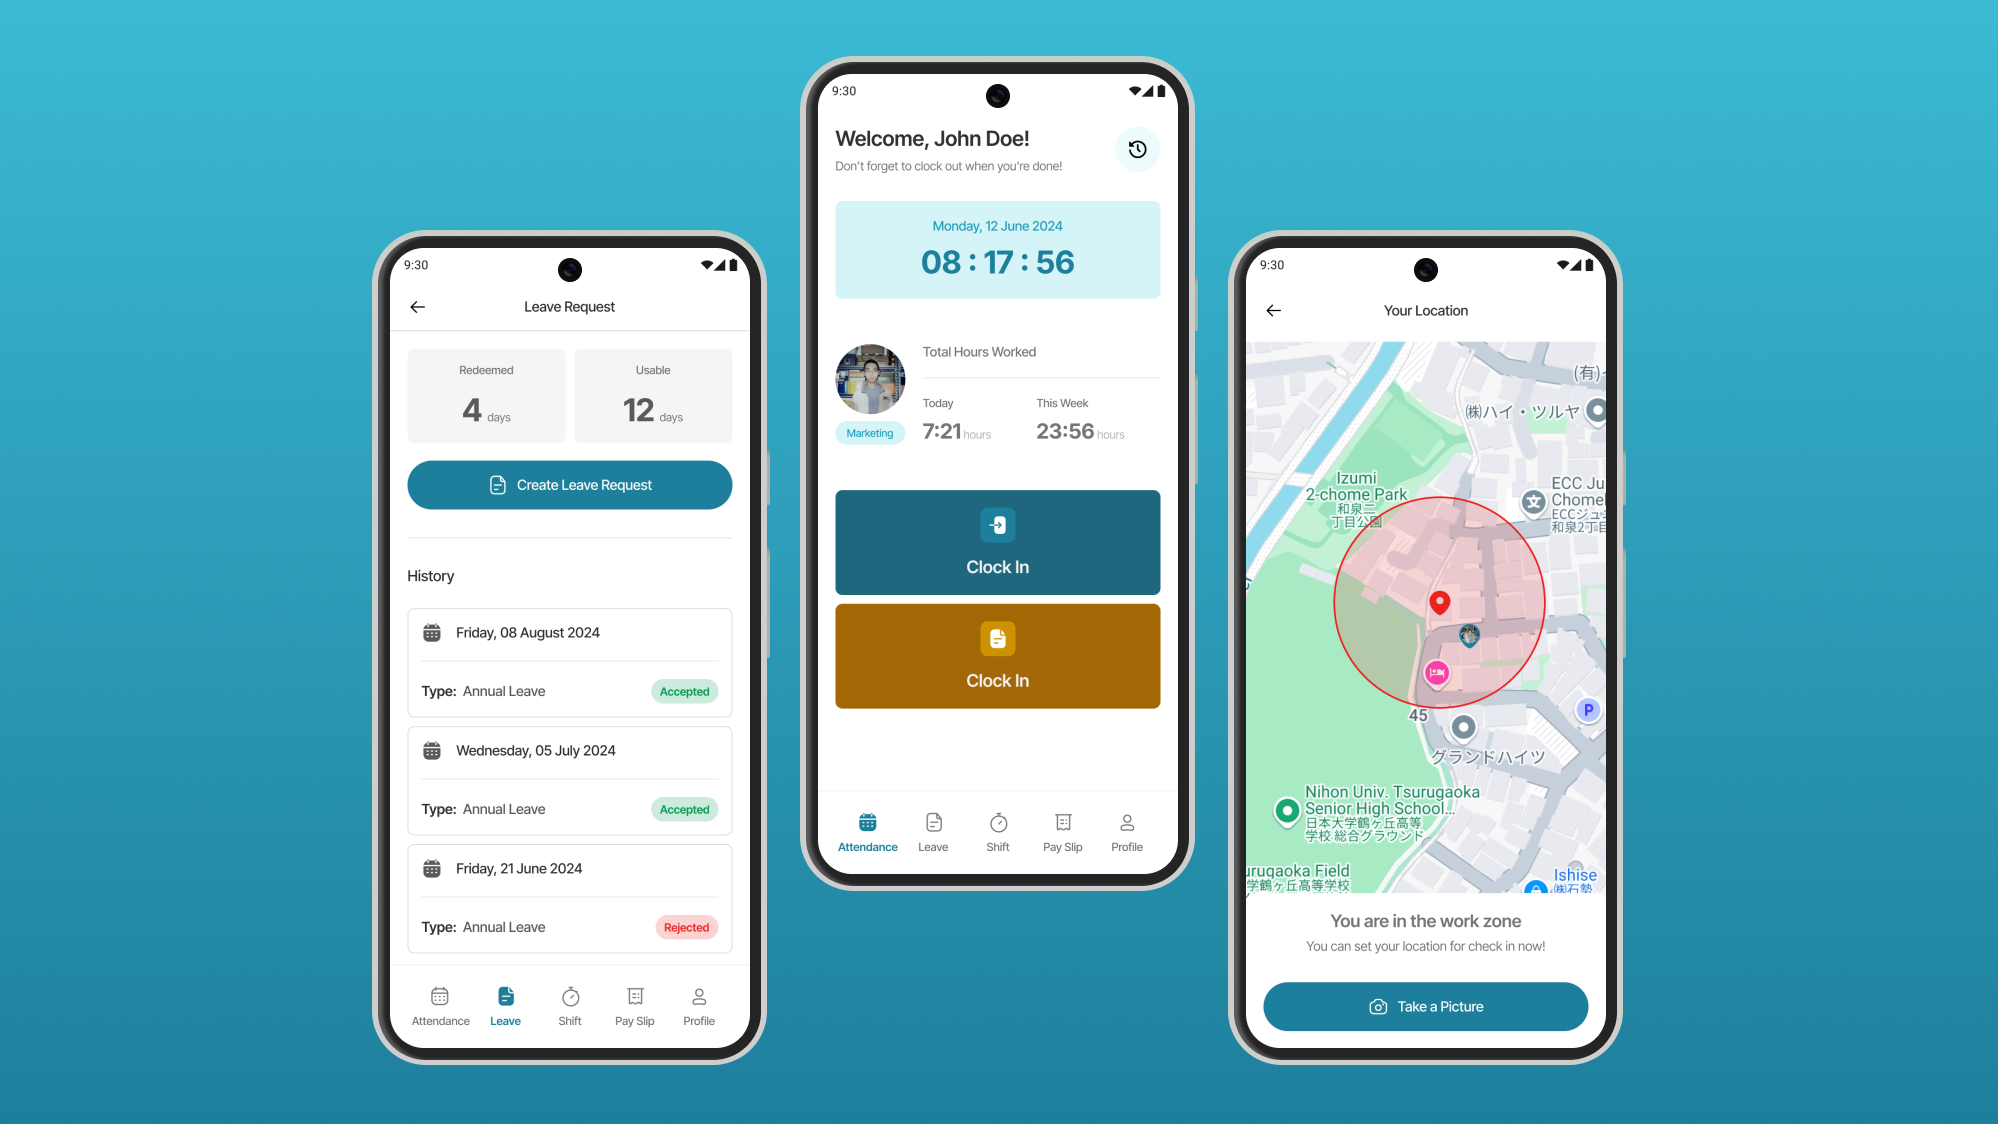 9:30
Leave Request
Redeemed
4 days
Usable
12 days
Create Leave Request
History
Friday, 08 August 2024
Type: Annual Leave
Accepted
Wednesday, 05 July 2024
Type: Annual Leave
Accepted
Friday, 21 June 2024
Type: Annual Leave
Rejected
Attendance
Leave
Shift
Pay Slip
Profile
9:30
Welcome, John Doe!
Don't forget to clock out when you're done!
Monday, 12 June 2024
08 : 17 : 56
Total Hours Worked
Today
7:21 hours
This Week
23:56 hours
Marketing
Clock In
Clock In
Attendance
Leave
Shift
Pay Slip
Profile
9:30
Your Location
(有)
㈱ハイ・ツルヤ
Izumi
2-chome Park
和泉二
丁目公園
ECC Ju
Chome
ECCジュ
和泉2丁目
文
45
P
グランドハイツ
Nihon Univ. Tsurugaoka
Senior High School...
日本大学鶴ヶ丘高等
学校 総合グラウンド
urugaoka Field
学鶴ヶ丘高等学校
Ishise
㈱石勢
You are in the work zone
You can set your location for check in now!
Take a Picture